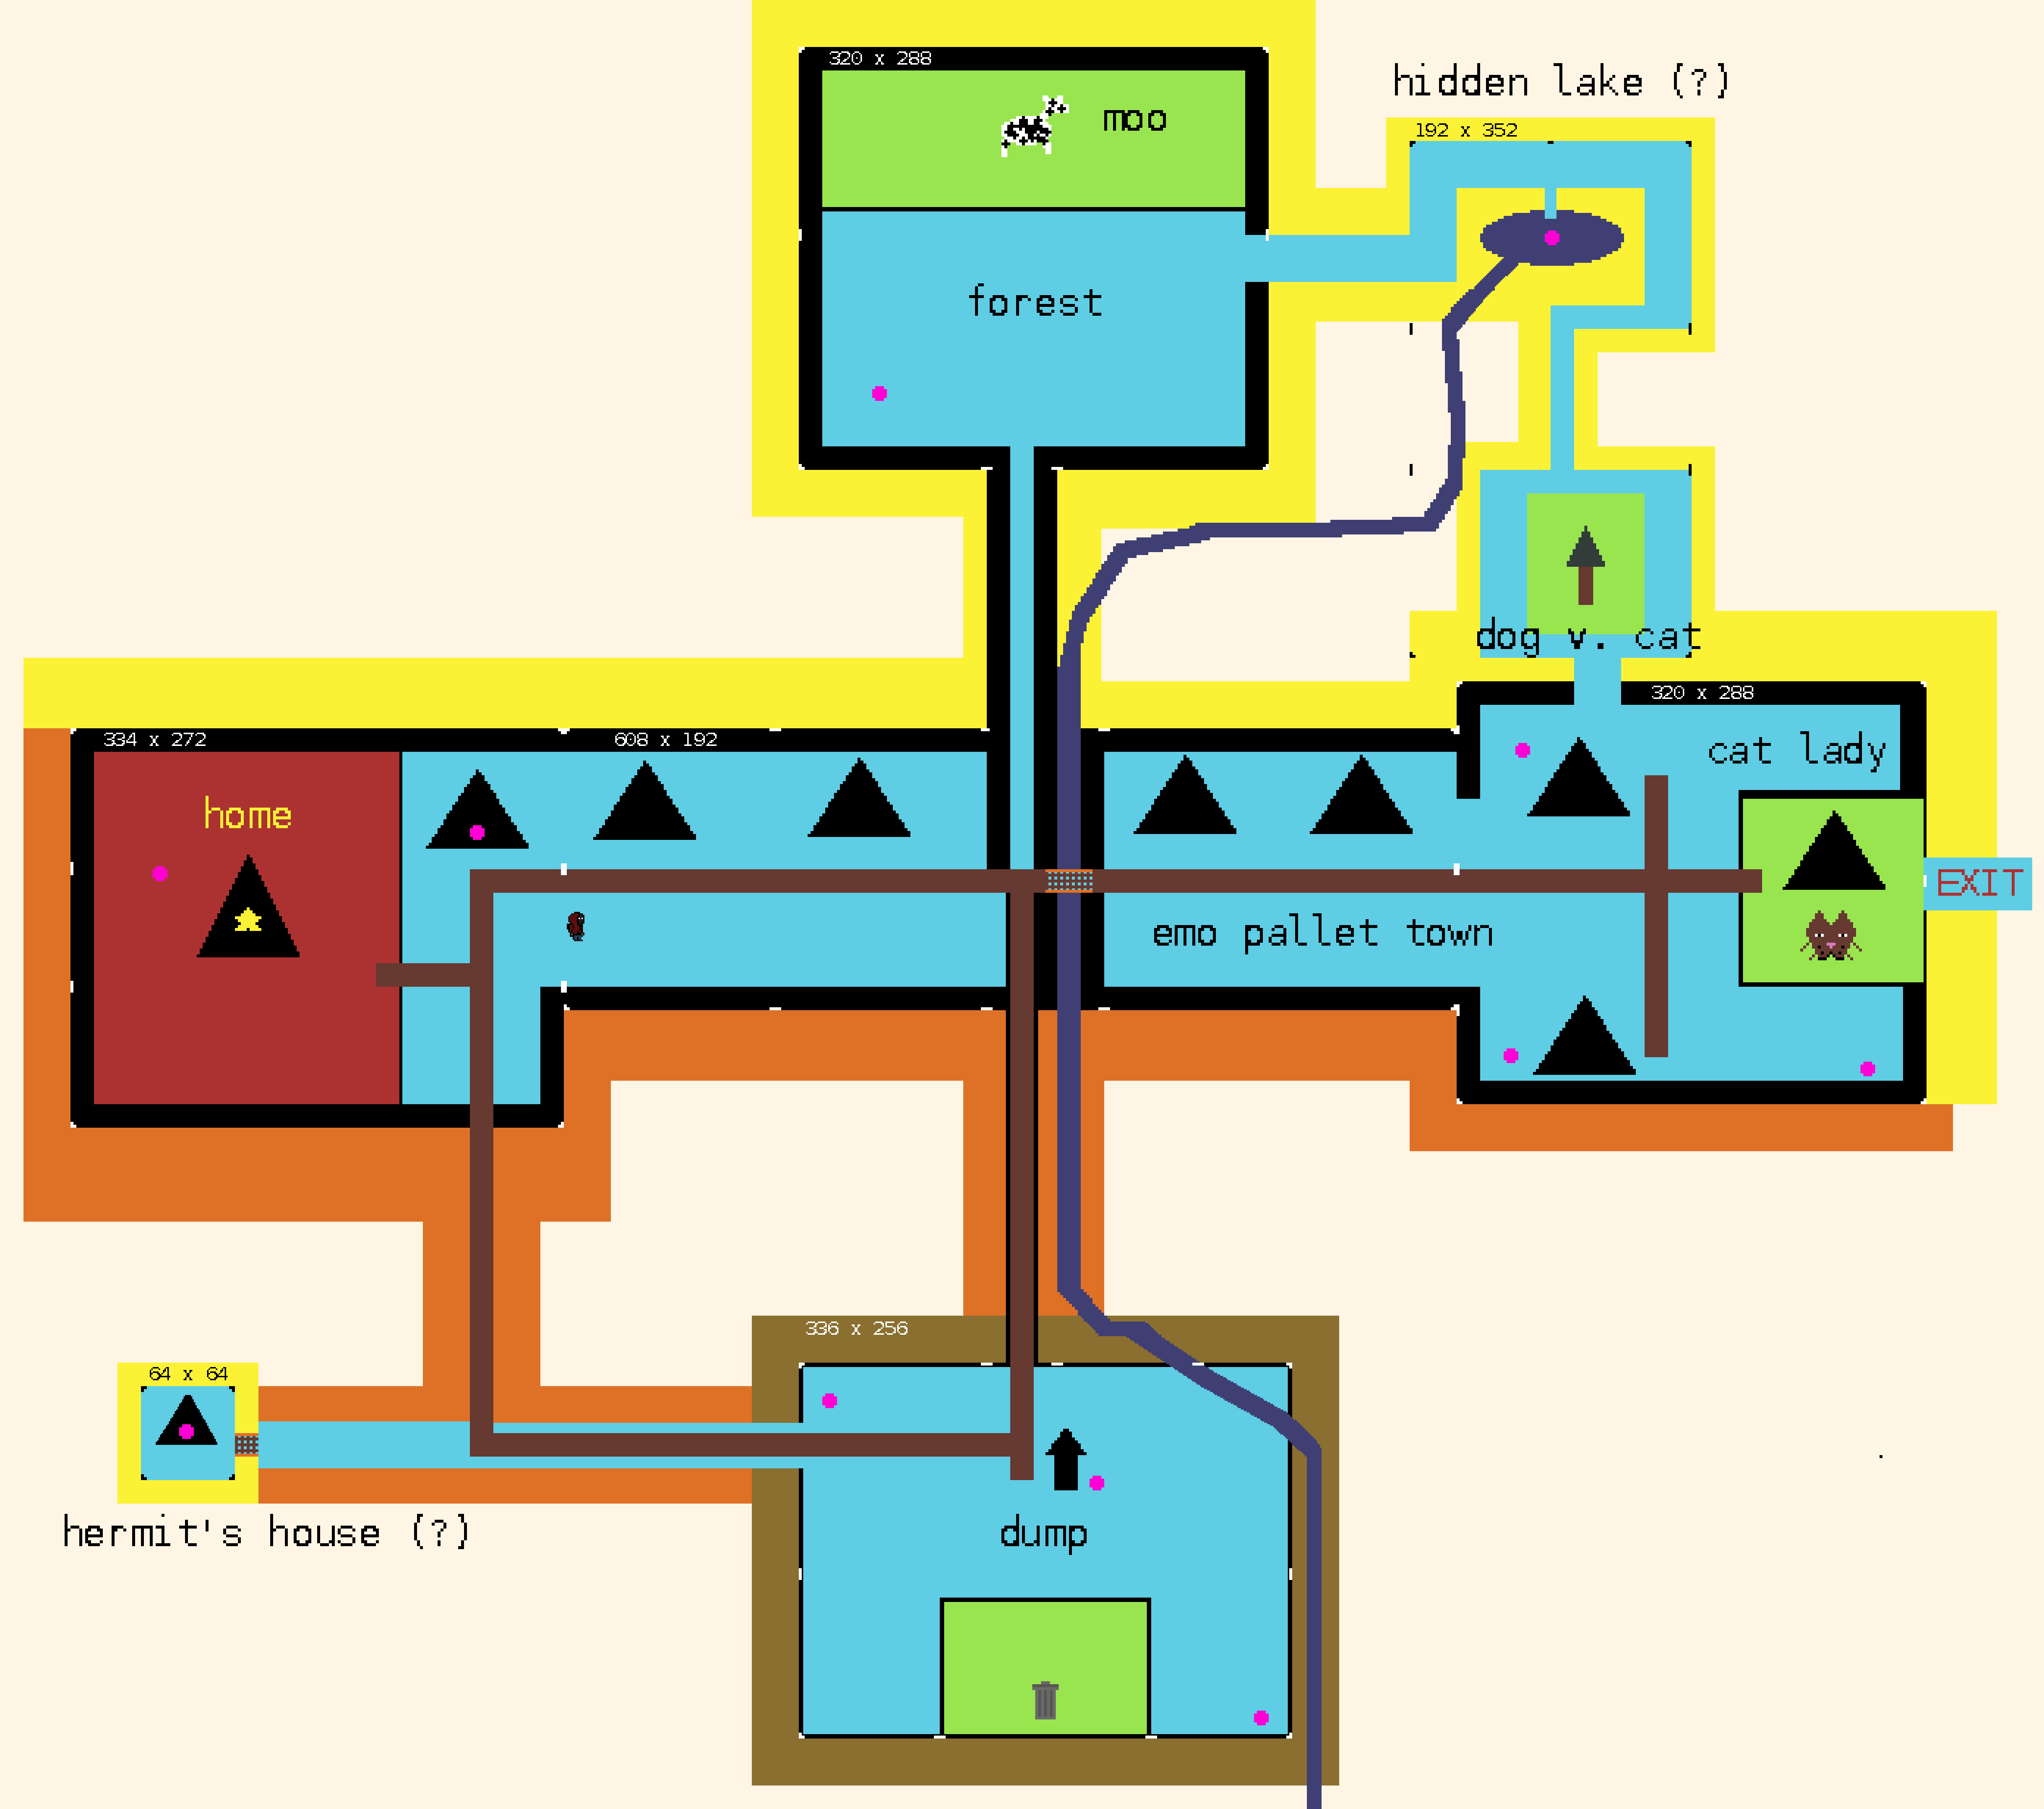 320 x 288
moo
hidden lake (?)
192 x 352
forest
dog v. cat
334 x 272
608 x 192
320 x 288
cat lady
home
EXIT
emo pallet town
336 x 256
64 x 64
hermit's house (?)
dump